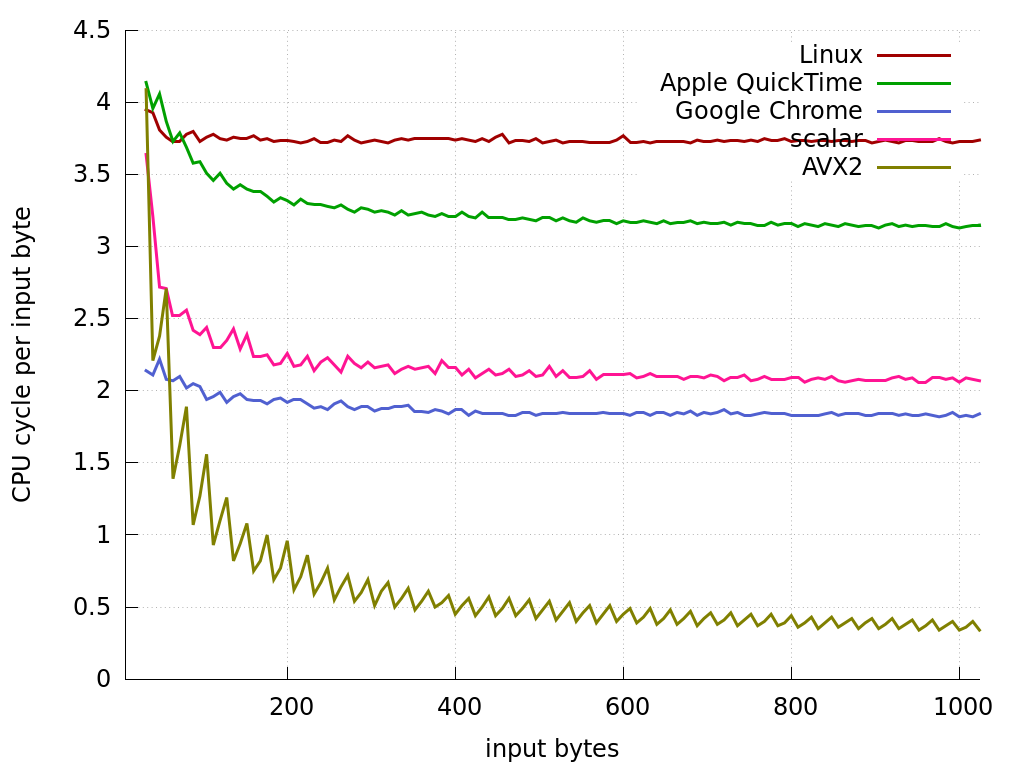 4.5
4
3.5
3
2.5
2
1.5
1
0.5
0
CPU cycle per input byte
Linux
Apple QuickTime
Google Chrome
scalar
AVX2
200 400 600 800 1000
input bytes